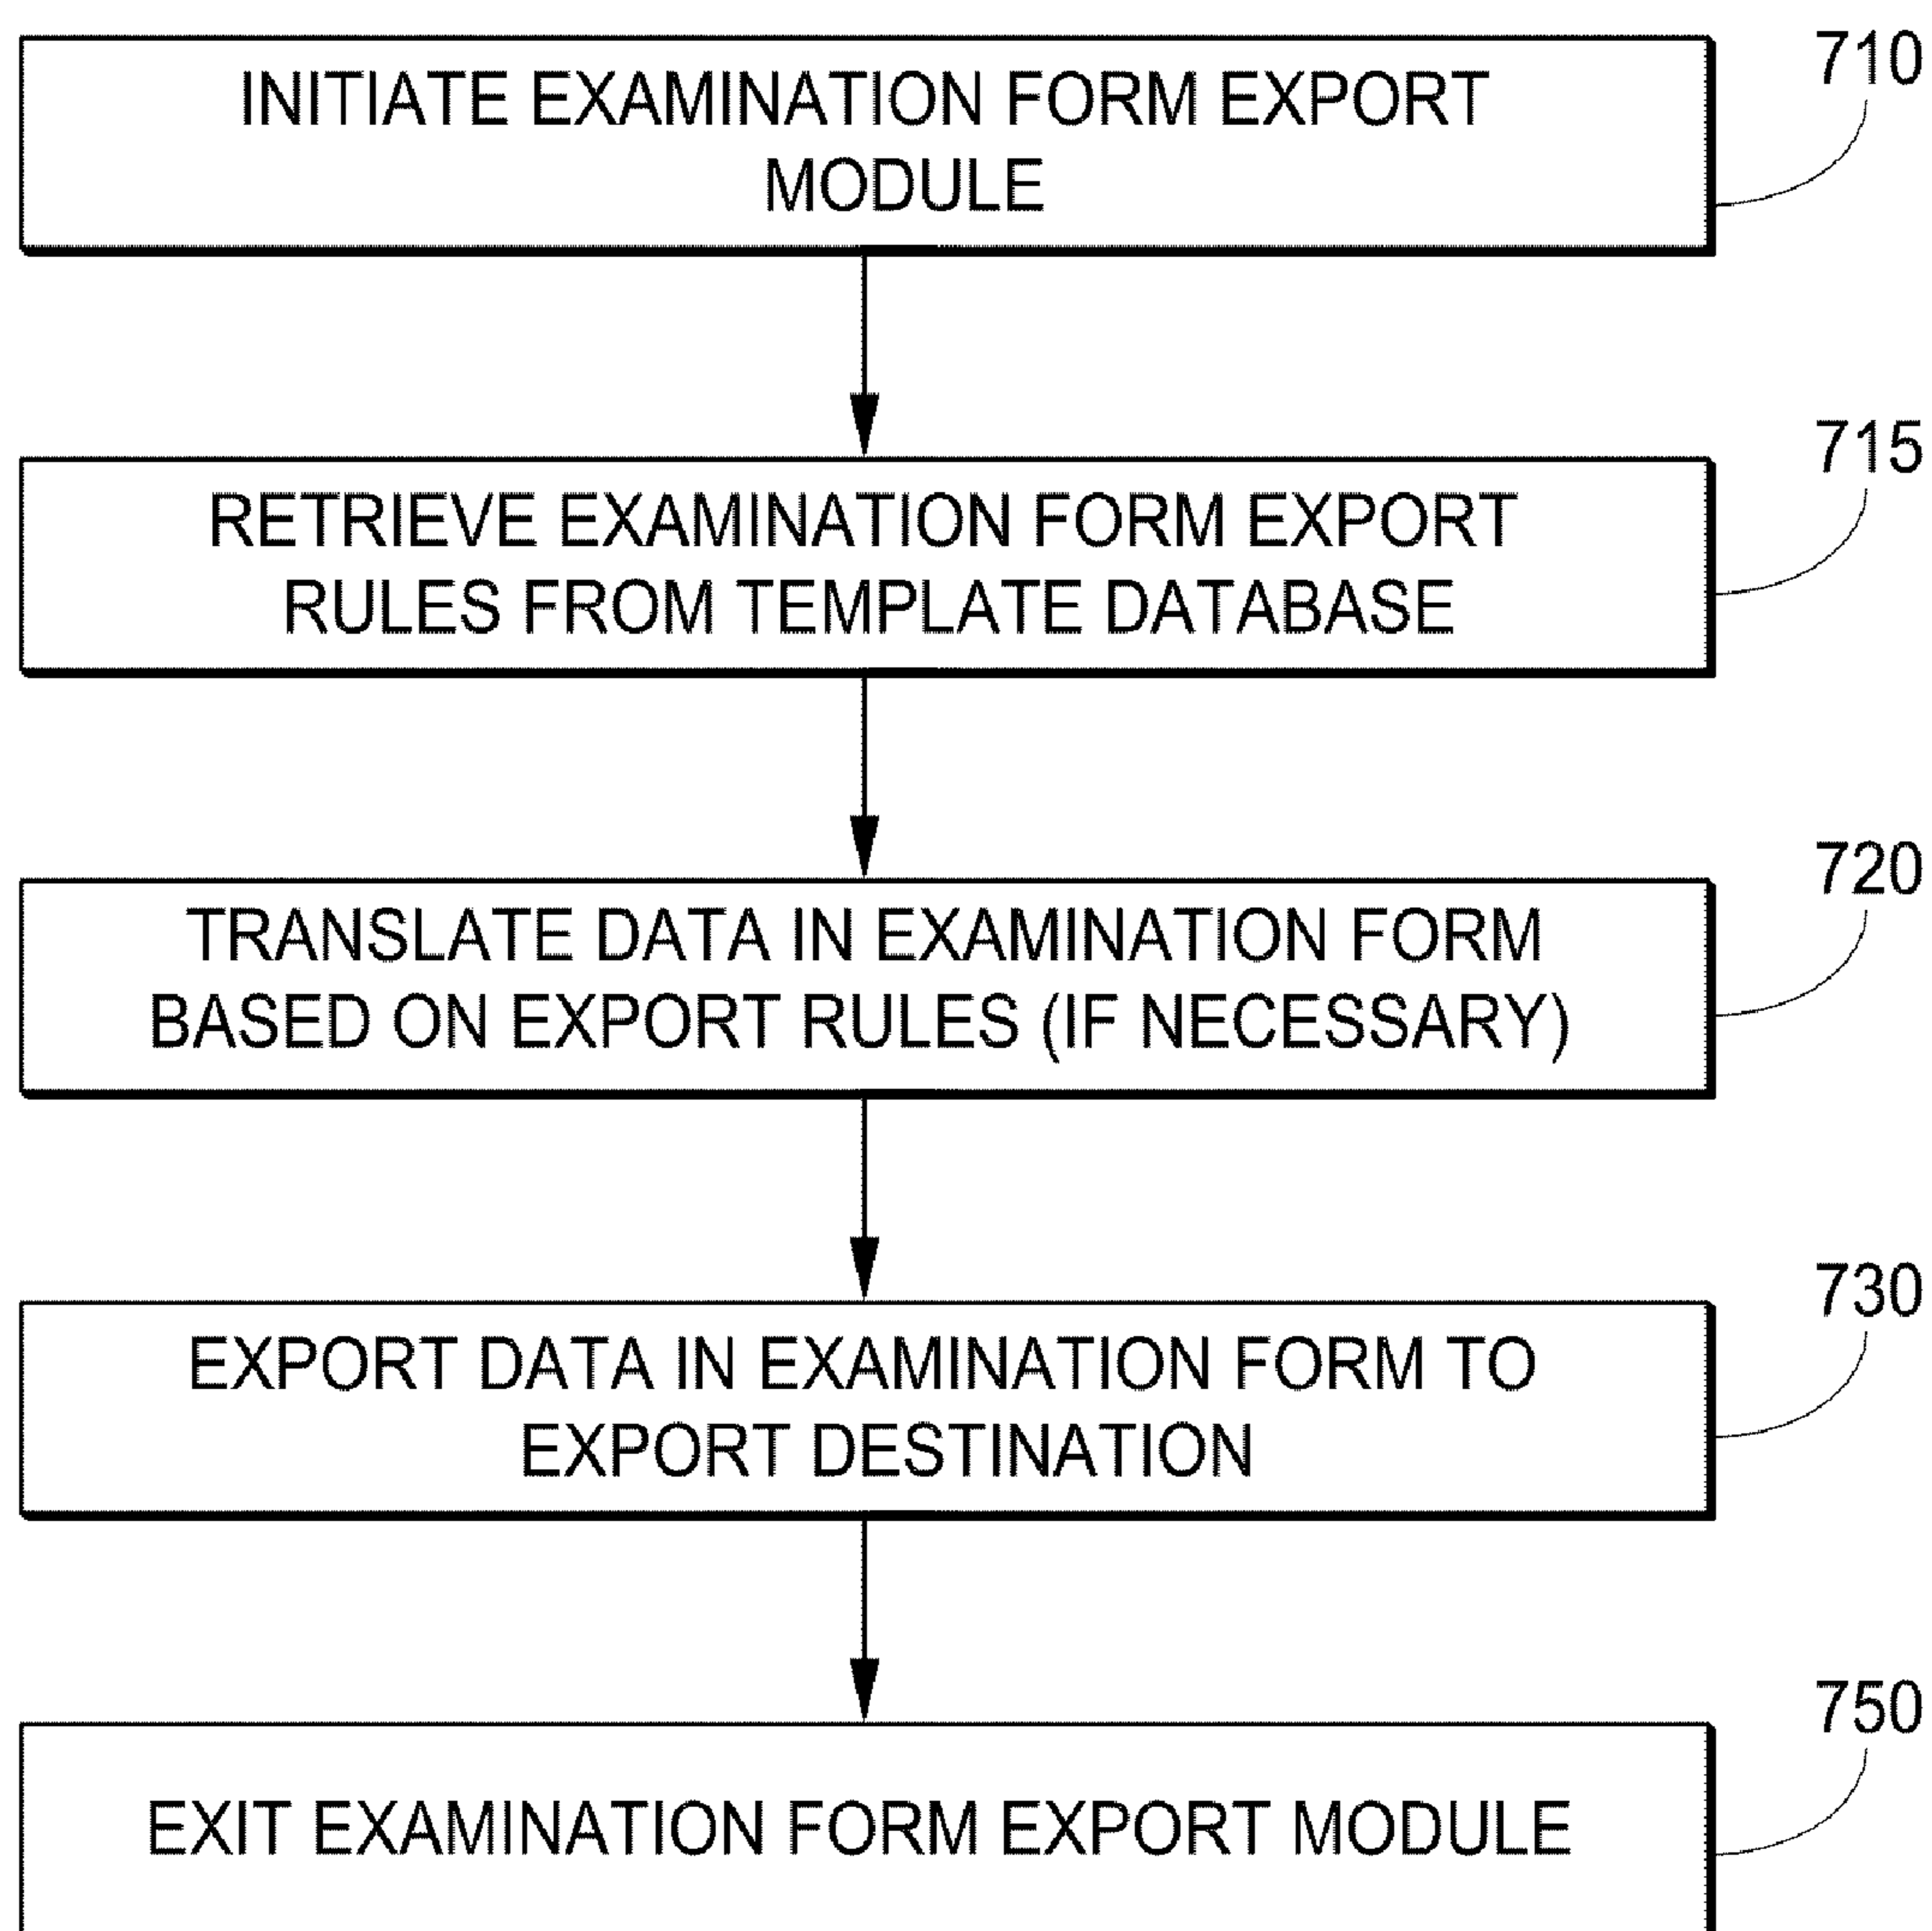 INITIATE EXAMINATION FORM EXPORT
MODULE
710
RETRIEVE EXAMINATION FORM EXPORT
RULES FROM TEMPLATE DATABASE
715
TRANSLATE DATA IN EXAMINATION FORM
BASED ON EXPORT RULES (IF NECESSARY)
720
EXPORT DATA IN EXAMINATION FORM TO
EXPORT DESTINATION
730
EXIT EXAMINATION FORM EXPORT MODULE
750